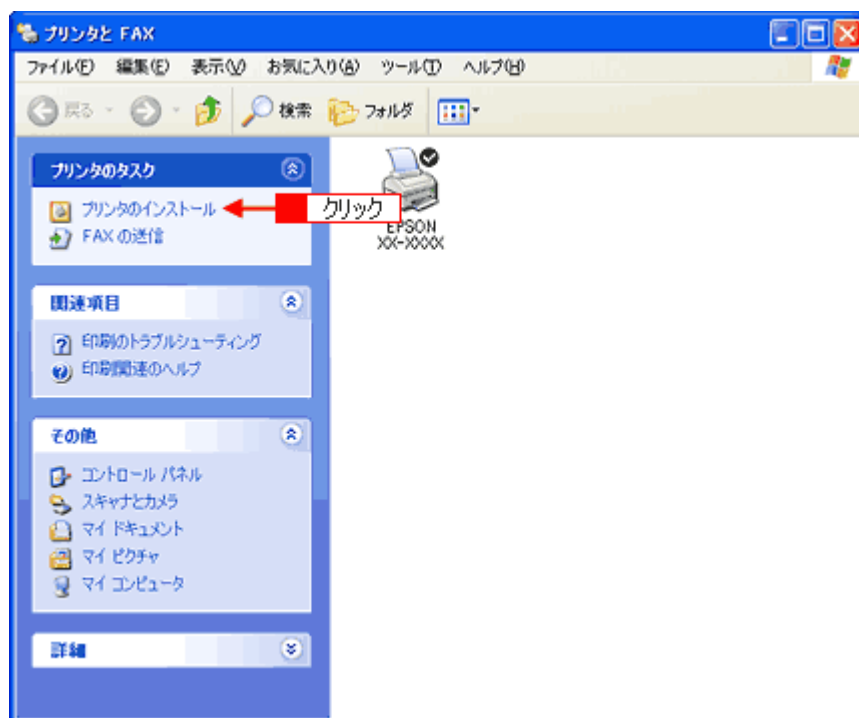 プリンタと FAX
ファイル(F) 編集(E) 表示(V) お気に入り(A) ツール(T) ヘルプ(H)
戻る 検索 フォルダ
プリンタのタスク
プリンタのインストール
クリック
FAX の送信
EPSON
XX-XXXX
関連項目
印刷のトラブルシューティング
印刷関連のヘルプ
その他
コントロール パネル
スキャナとカメラ
マイ ドキュメント
マイ ピクチャ
マイ コンピュータ
詳細